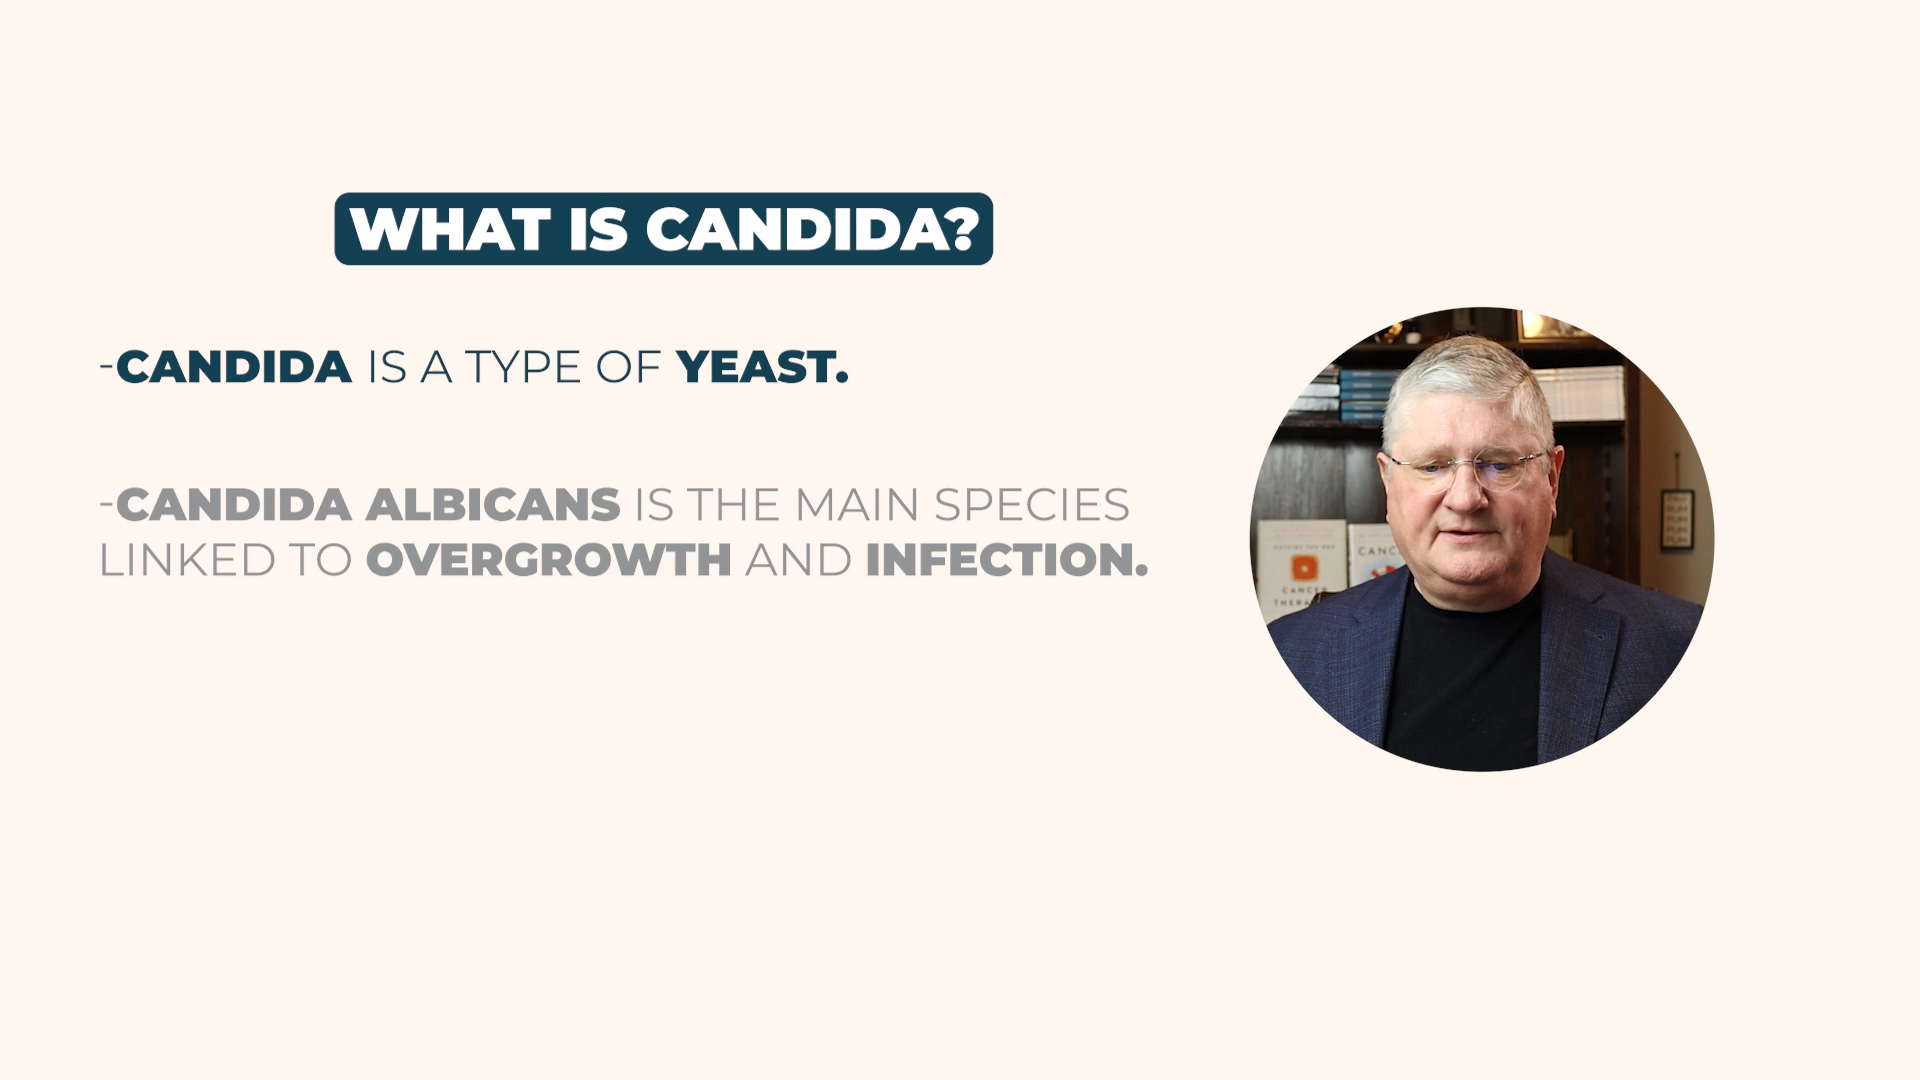 WHAT IS CANDIDA?
-CANDIDA IS A TYPE OF YEAST.
-CANDIDA ALBICANS IS THE MAIN SPECIES
LINKED TO OVERGROWTH AND INFECTION.
CANCER